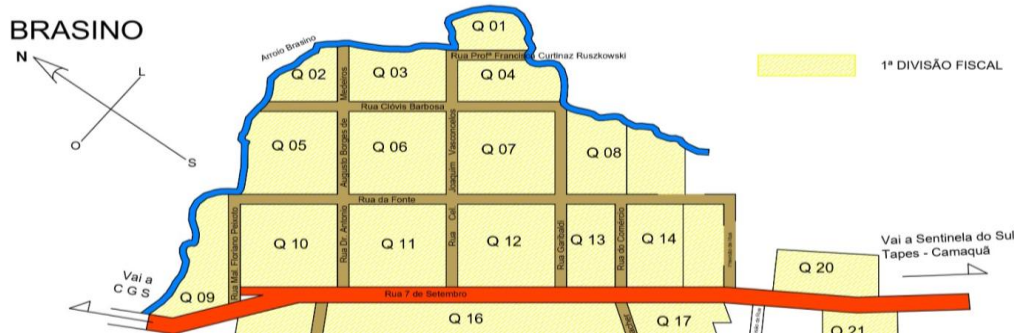 BRASINO
N
L
O
S
Arroio Brasino
Q 01
Rua Profª Francisca Curtinaz Ruszkowski
1ª DIVISÃO FISCAL
Q 02
Q 03
Q 04
Rua Clóvis Barbosa
Q 05
Q 06
Q 07
Q 08
Rua Dr. Antonio Augusto Borges de Medeiros
Rua Cel. Joaquim Vasconcelos
Rua da Fonte
Rua Mal. Floriano Peixoto
Q 10
Q 11
Q 12
Rua Garibaldi
Q 13
Rua do Comércio
Q 14
Vai a Sentinela do Sul
Tapes - Camaquã
Q 20
Vai a
C G S
Q 09
Rua 7 de Setembro
Q 16
Q 17
Q 21